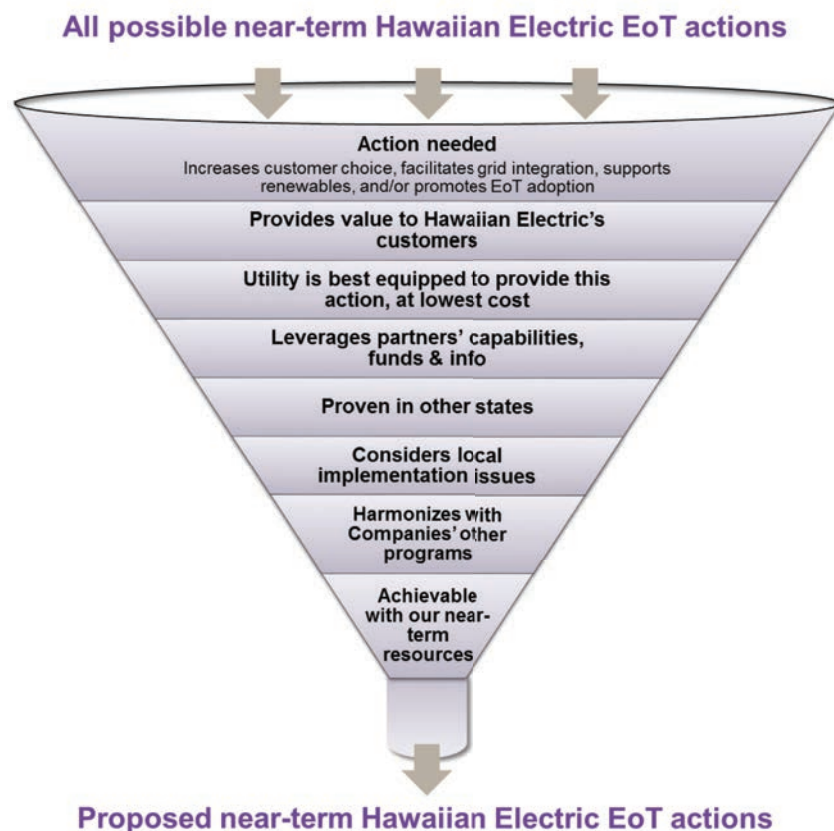 All possible near-term Hawaiian Electric EoT actions
Action needed
Increases customer choice, facilitates grid integration, supports
renewables, and/or promotes EoT adoption
Provides value to Hawaiian Electric's
customers
Utility is best equipped to provide this
action, at lowest cost
Leverages partners' capabilities,
funds & info
Proven in other states
Considers local
implementation issues
Harmonizes with
Companies' other
programs
Achievable
with our near-
term
resources
Proposed near-term Hawaiian Electric EoT actions